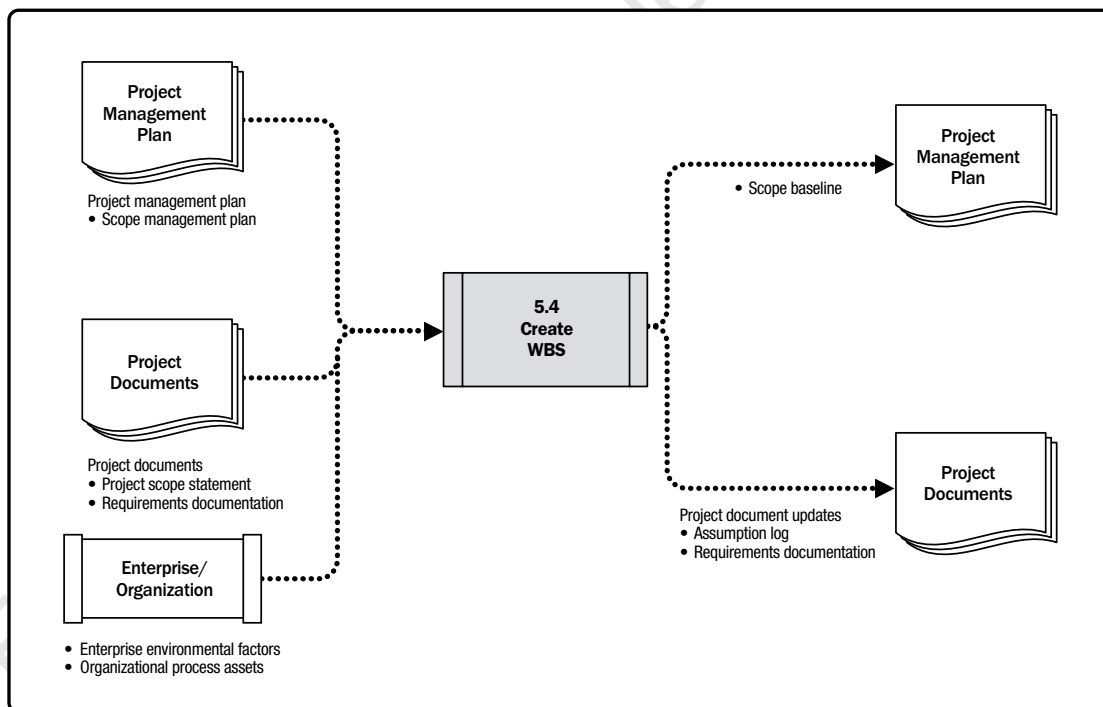 Project
Management
Plan
Project management plan
• Scope management plan
Project
Documents
Project documents
• Project scope statement
• Requirements documentation
Enterprise/
Organization
• Enterprise environmental factors
• Organizational process assets
5.4
Create
WBS
• Scope baseline
Project
Management
Plan
Project document updates
• Assumption log
• Requirements documentation
Project
Documents